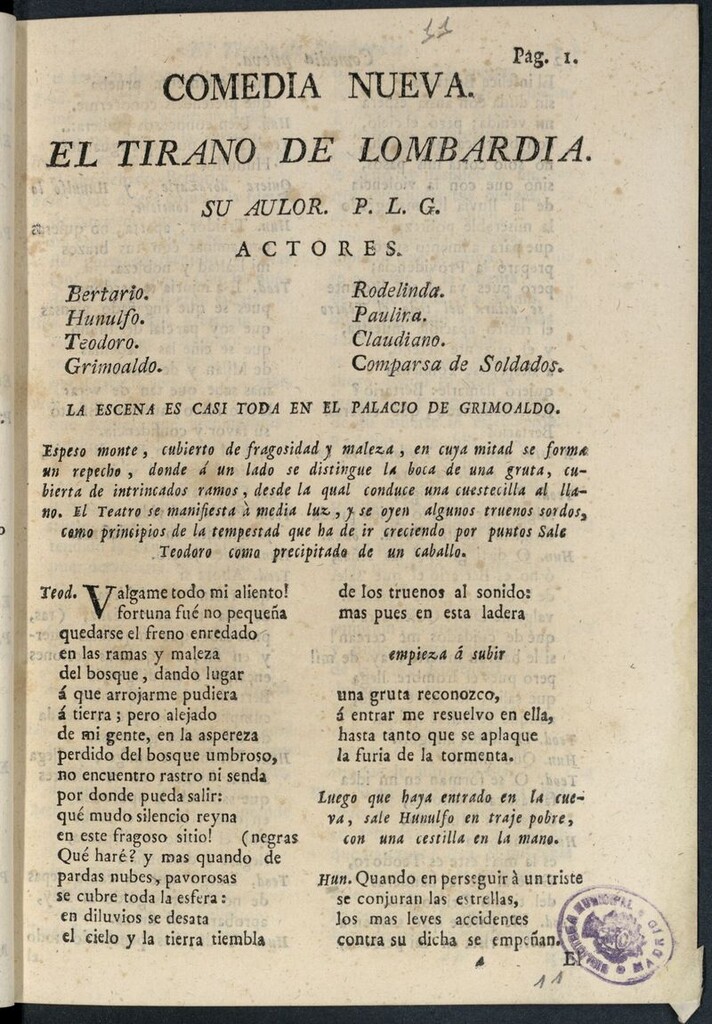 11
Pag. 1.
COMEDIA NUEVA.
EL TIRANO DE LOMBARDIA.
SU AULOR. P. L. G.
ACTORES.
Bertario.
Hunulfo.
Teodoro.
Grimoaldo.
Rodelinda.
Paulina.
Claudiano.
Comparsa de Soldados.
LA ESCENA ES CASI TODA EN EL PALACIO DE GRIMOALDO.
Espeso monte, cubierto de fragosidad y maleza, en cuya mitad se forma
un repecho, donde á un lado se distingue la boca de una gruta, cu-
bierta de intrincados ramos, desde la qual conduce una cuestecilla al lla-
no. El Teatro se manifiesta à media luz, y se oyen algunos truenos sordos,
como principios de la tempestad que ha de ir creciendo por puntos Sale
Teodoro como precipitado de un caballo.
Teod. Valgame todo mi aliento!
fortuna fué no pequeña
quedarse el freno enredado
en las ramas y maleza
del bosque, dando lugar
á que arrojarme pudiera
á tierra; pero alejado
de mi gente, en la aspereza
perdido del bosque umbroso,
no encuentro rastro ni senda
por donde pueda salir:
qué mudo silencio reyna
en este fragoso sitio! (negras
Qué haré? y mas quando de
pardas nubes, pavorosas
se cubre toda la esfera:
en diluvios se desata
el cielo y la tierra tiembla
de los truenos al sonido:
mas pues en esta ladera
empieza á subir
una gruta reconozco,
á entrar me resuelvo en ella,
hasta tanto que se aplaque
la furia de la tormenta.
Luego que haya entrado en la cue-
va, sale Hunulfo en traje pobre,
con una cestilla en la mano.
Hun. Quando en perseguir à un triste
se conjuran las estrellas,
los mas leves accidentes
contra su dicha se empeñan.
El
BIBLIOTECA MUNICIPAL
MADRID
11